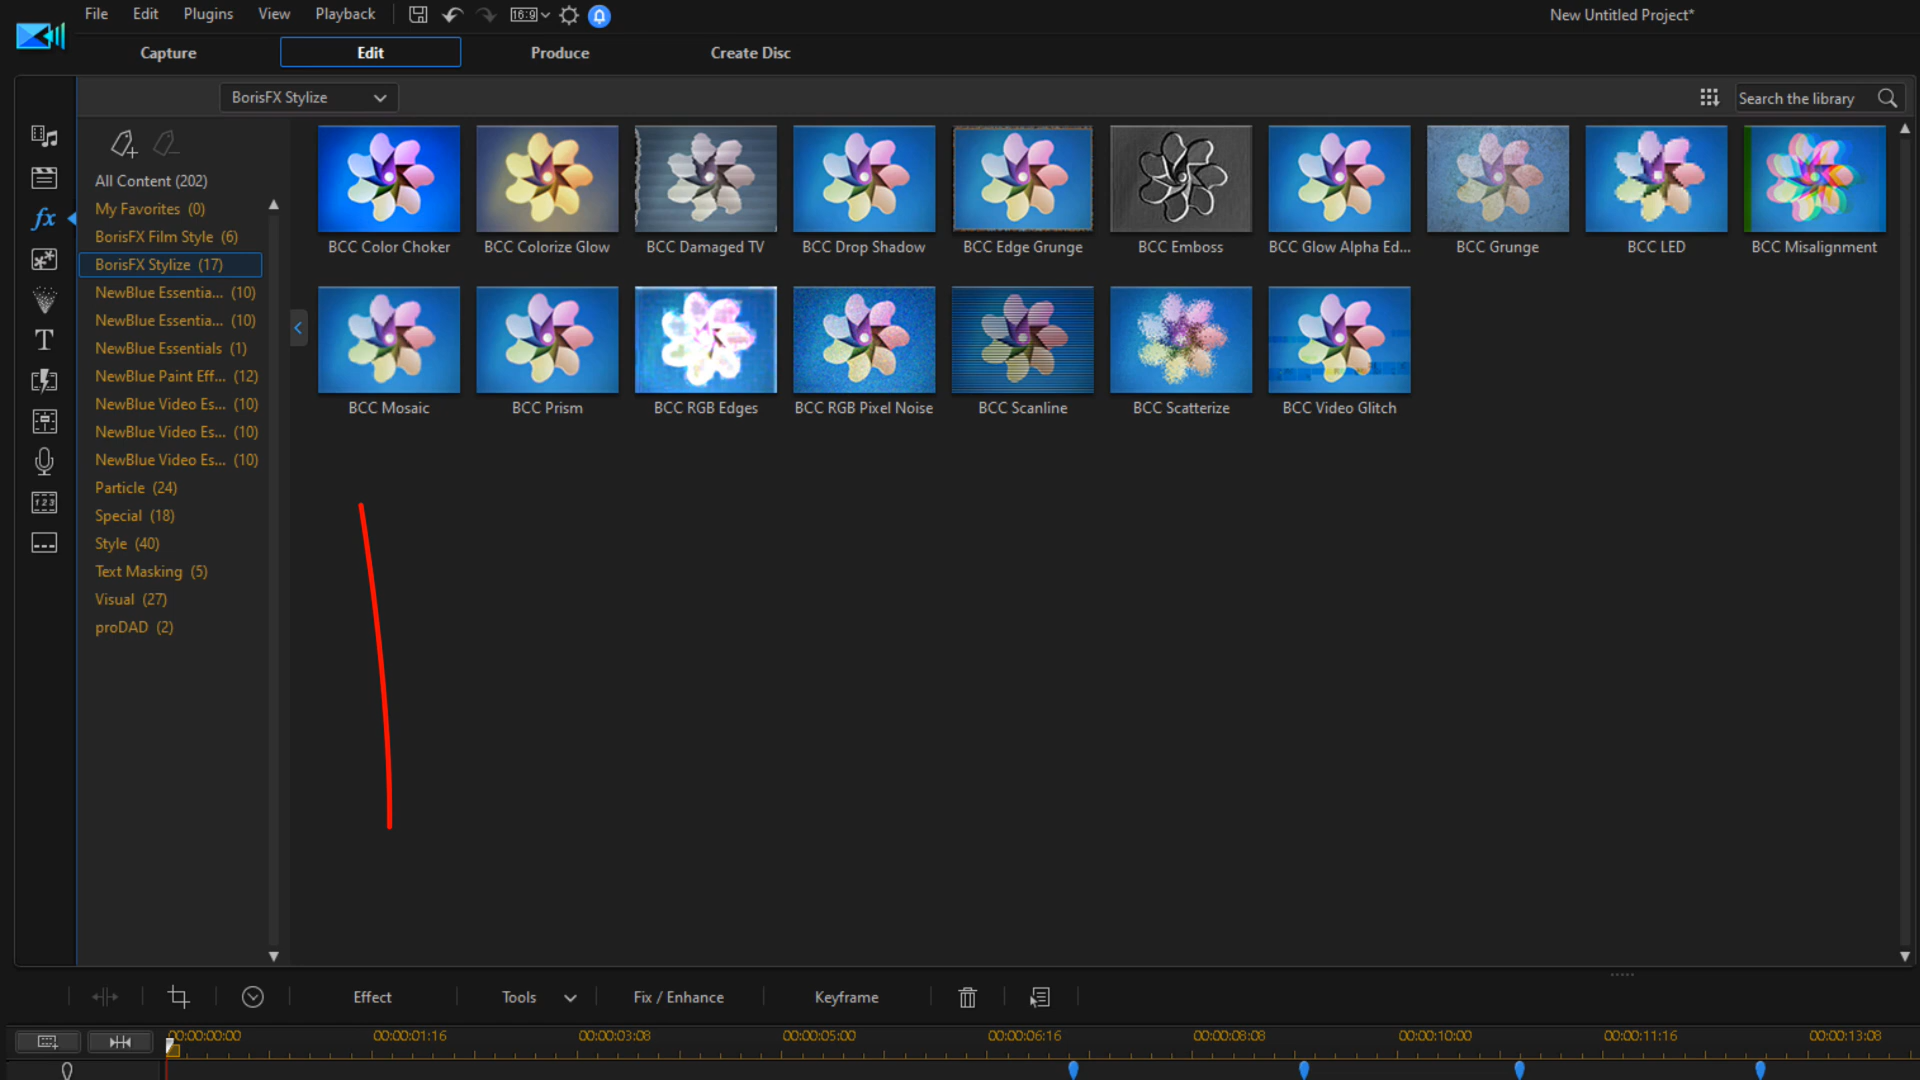 File Edit Plugins View Playback 16:9 New Untitled Project*
Capture Edit Produce Create Disc
BorisFX Stylize Search the library
All Content (202)
My Favorites (0)
BorisFX Film Style (6)
BorisFX Stylize (17)
NewBlue Essentia... (10)
NewBlue Essentia... (10)
NewBlue Essentials (1)
NewBlue Paint Eff... (12)
NewBlue Video Es... (10)
NewBlue Video Es... (10)
NewBlue Video Es... (10)
Particle (24)
Special (18)
Style (40)
Text Masking (5)
Visual (27)
proDAD (2)
BCC Color Choker BCC Colorize Glow BCC Damaged TV BCC Drop Shadow BCC Edge Grunge BCC Emboss BCC Glow Alpha Ed... BCC Grunge BCC LED BCC Misalignment
BCC Mosaic BCC Prism BCC RGB Edges BCC RGB Pixel Noise BCC Scanline BCC Scatterize BCC Video Glitch
Effect Tools Fix / Enhance Keyframe
00:00:00:00 00:00:01:16 00:00:03:08 00:00:05:00 00:00:06:16 00:00:08:08 00:00:10:00 00:00:11:16 00:00:13:08